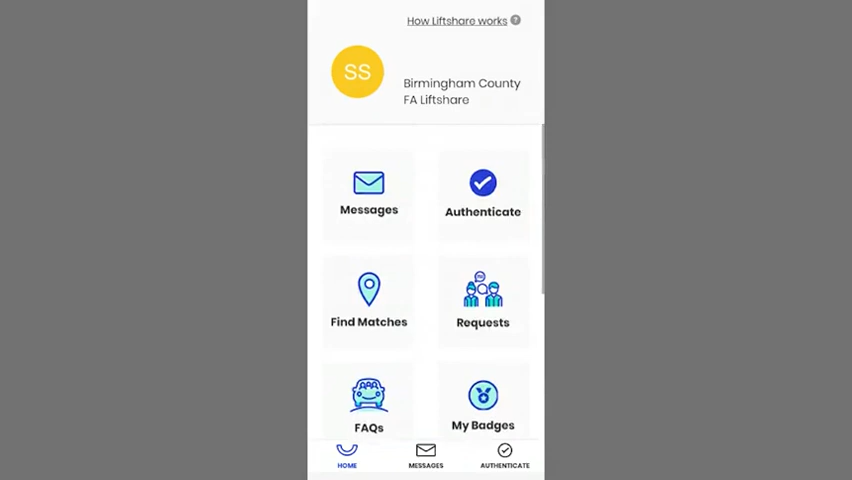 How Liftshare works ?
SS
Birmingham County
FA Liftshare
Messages
Authenticate
Find Matches
Requests
FAQs
My Badges
HOME
MESSAGES
AUTHENTICATE